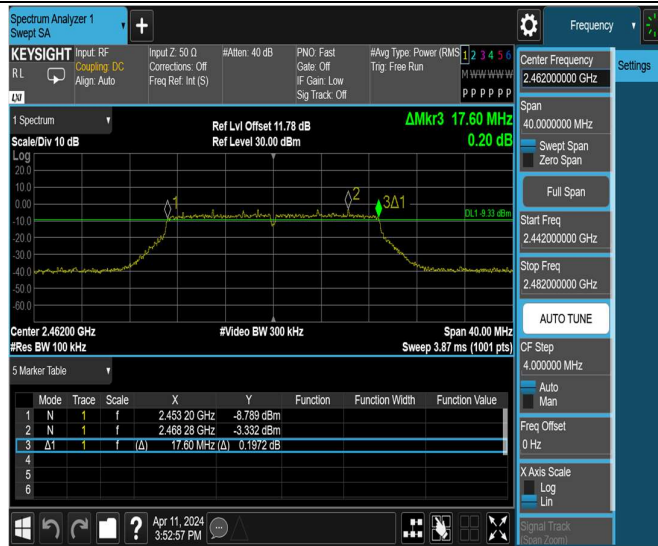 Spectrum Analyzer 1
Swept SA
Frequency
KEYSIGHT
R L
LXI
Input: RF
Coupling: DC
Align: Auto
Input Z: 50 Ω
Corrections: Off
Freq Ref: Int (S)
#Atten: 40 dB
PNO: Fast
Gate: Off
IF Gain: Low
Sig Track: Off
#Avg Type: Power (RMS
Trig: Free Run
1 2 3 4 5 6
M W W W W W
P P P P P P
Center Frequency
2.462000000 GHz
Settings
Span
40.0000000 MHz
Swept Span
Zero Span
Full Span
Start Freq
2.442000000 GHz
Stop Freq
2.482000000 GHz
AUTO TUNE
CF Step
4.000000 MHz
Auto
Man
Freq Offset
0 Hz
X Axis Scale
Log
Lin
Signal Track
(Span Zoom)
1 Spectrum
Scale/Div 10 dB
Ref Lvl Offset 11.78 dB
Ref Level 30.00 dBm
ΔMkr3 17.60 MHz
0.20 dB
Log
20.0
10.0
0.00
-10.0
-20.0
-30.0
-40.0
-50.0
-60.0
1
2
3Δ1
DL1 -9.33 dBm
Center 2.46200 GHz
#Video BW 300 kHz
Span 40.00 MHz
#Res BW 100 kHz
Sweep 3.87 ms (1001 pts)
5 Marker Table
Mode Trace Scale X Y Function Function Width Function Value
1 N 1 f 2.453 20 GHz -8.789 dBm
2 N 1 f 2.468 28 GHz -3.332 dBm
3 Δ1 1 f (Δ) 17.60 MHz (Δ) 0.1972 dB
4
5
6
?
Apr 11, 2024
3:52:57 PM